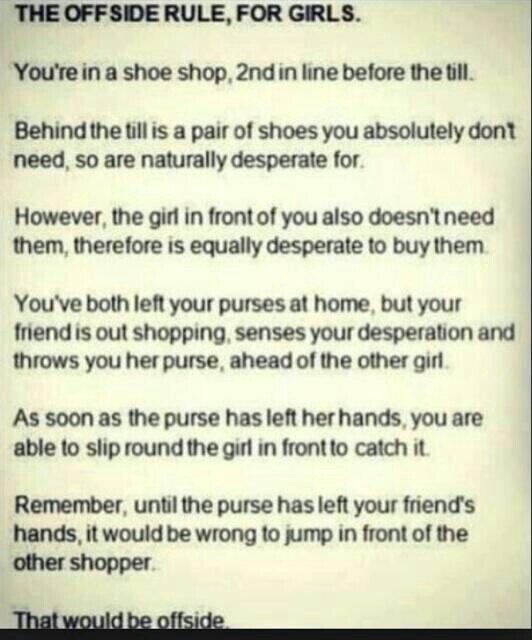 THE OFFSIDE RULE, FOR GIRLS.
You're in a shoe shop, 2nd in line before the till.
Behind the till is a pair of shoes you absolutely don't
need, so are naturally desperate for.
However, the girl in front of you also doesn't need
them, therefore is equally desperate to buy them.
You've both left your purses at home, but your
friend is out shopping, senses your desperation and
throws you her purse, ahead of the other girl.
As soon as the purse has left her hands, you are
able to slip round the girl in front to catch it.
Remember, until the purse has left your friend's
hands, it would be wrong to jump in front of the
other shopper.
That would be offside.